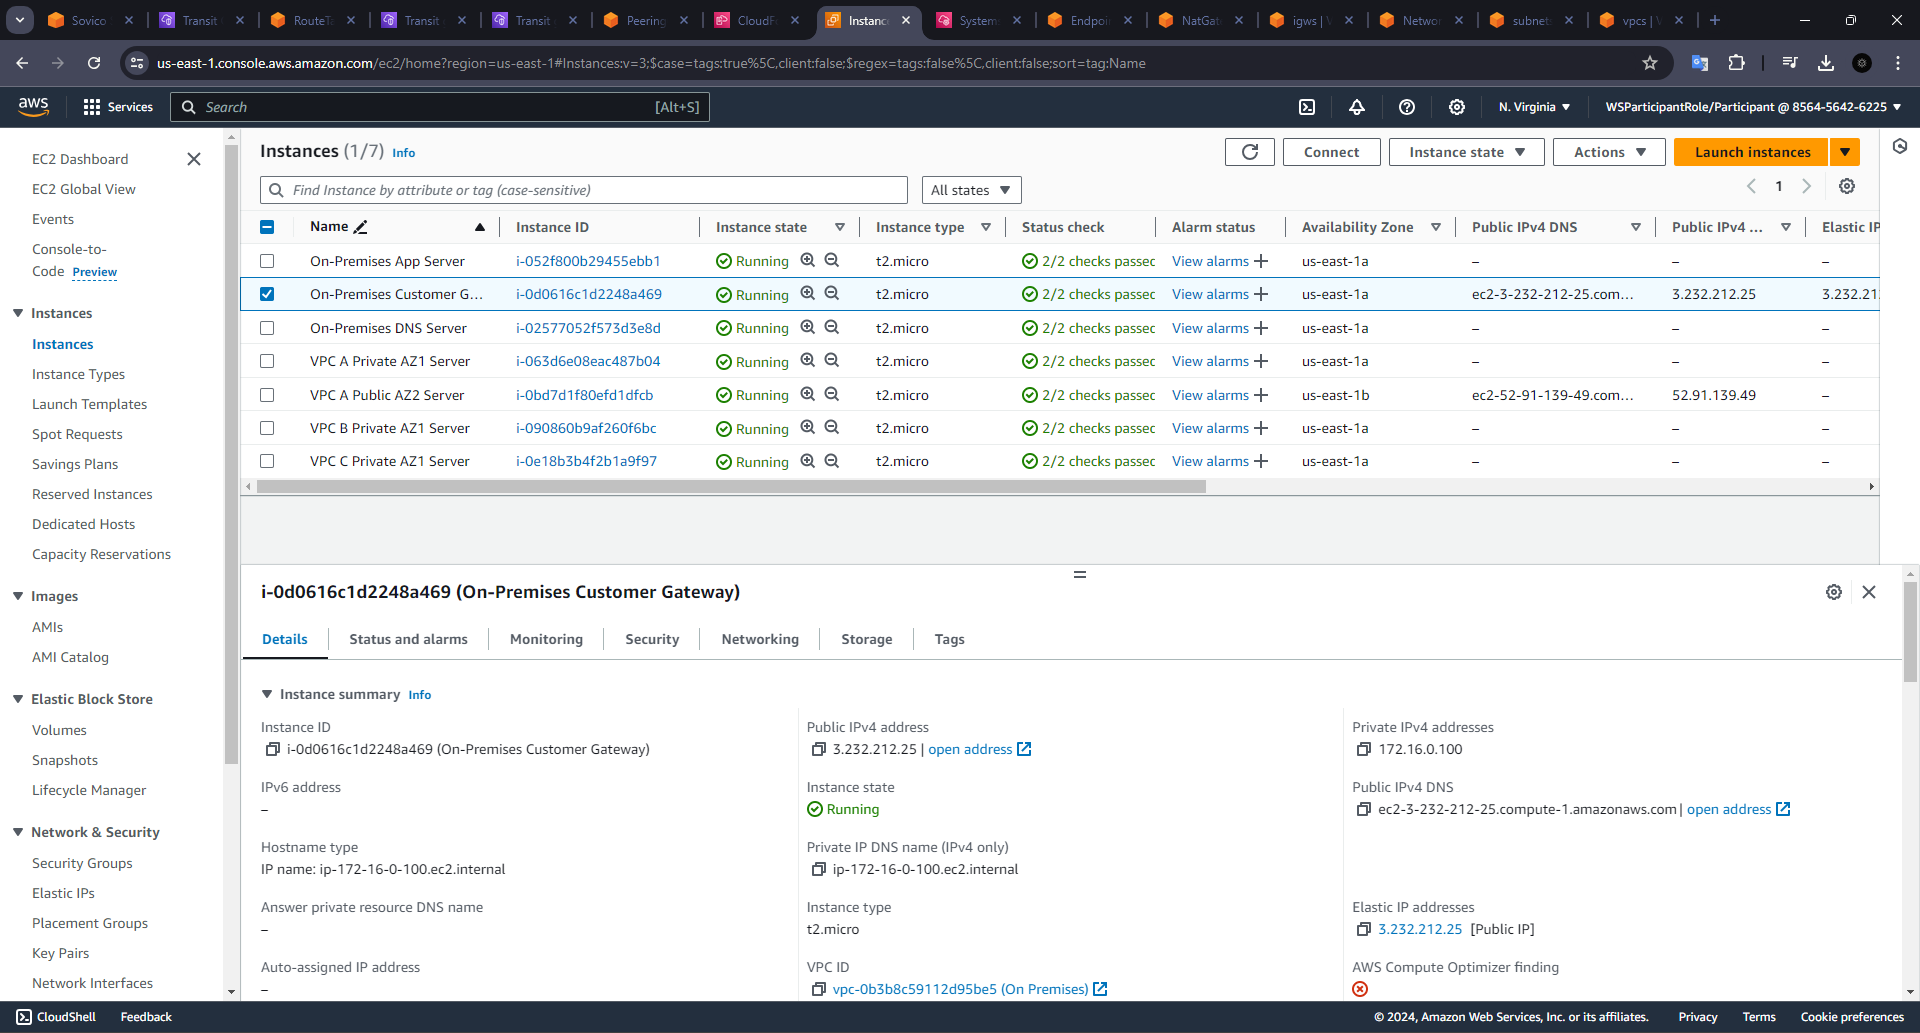 Sovico
Transit
RouteTa
Transit
Transit
Peering
CloudFo
Instance
Systems
Endpoin
NatGate
igws | V
Network
subnets
vpcs | V
us-east-1.console.aws.amazon.com/ec2/home?region=us-east-1#Instances:v=3;$case=tags:true%5C,client:false;$regex=tags:false%5C,client:false;sort=tag:Name
aws
Services
Search
[Alt+S]
N. Virginia
WSParticipantRole/Participant @ 8564-5642-6225
EC2 Dashboard
EC2 Global View
Events
Console-to-
Code Preview
Instances
Instances
Instance Types
Launch Templates
Spot Requests
Savings Plans
Reserved Instances
Dedicated Hosts
Capacity Reservations
Images
AMIs
AMI Catalog
Elastic Block Store
Volumes
Snapshots
Lifecycle Manager
Network & Security
Security Groups
Elastic IPs
Placement Groups
Key Pairs
Network Interfaces
Instances (1/7) Info
Connect
Instance state
Actions
Launch instances
Find Instance by attribute or tag (case-sensitive)
All states
1
Name Instance ID Instance state Instance type Status check Alarm status Availability Zone Public IPv4 DNS Public IPv4 ... Elastic IP
On-Premises App Server i-052f800b29455ebb1 Running t2.micro 2/2 checks passed View alarms + us-east-1a – – –
On-Premises Customer G... i-0d0616c1d2248a469 Running t2.micro 2/2 checks passed View alarms + us-east-1a ec2-3-232-212-25.com... 3.232.212.25 3.232.21
On-Premises DNS Server i-02577052f573d3e8d Running t2.micro 2/2 checks passed View alarms + us-east-1a – – –
VPC A Private AZ1 Server i-063d6e08eac487b04 Running t2.micro 2/2 checks passed View alarms + us-east-1a – – –
VPC A Public AZ2 Server i-0bd7d1f80efd1dfcb Running t2.micro 2/2 checks passed View alarms + us-east-1b ec2-52-91-139-49.com... 52.91.139.49 –
VPC B Private AZ1 Server i-090860b9af260f6bc Running t2.micro 2/2 checks passed View alarms + us-east-1a – – –
VPC C Private AZ1 Server i-0e18b3b4f2b1a9f97 Running t2.micro 2/2 checks passed View alarms + us-east-1a – – –
i-0d0616c1d2248a469 (On-Premises Customer Gateway)
Details
Status and alarms
Monitoring
Security
Networking
Storage
Tags
Instance summary Info
Instance ID
i-0d0616c1d2248a469 (On-Premises Customer Gateway)
Public IPv4 address
3.232.212.25 | open address
Private IPv4 addresses
172.16.0.100
IPv6 address
–
Instance state
Running
Public IPv4 DNS
ec2-3-232-212-25.compute-1.amazonaws.com | open address
Hostname type
IP name: ip-172-16-0-100.ec2.internal
Private IP DNS name (IPv4 only)
ip-172-16-0-100.ec2.internal
Answer private resource DNS name
–
Instance type
t2.micro
Elastic IP addresses
3.232.212.25 [Public IP]
Auto-assigned IP address
–
VPC ID
vpc-0b3b8c59112d95be5 (On Premises)
AWS Compute Optimizer finding
CloudShell
Feedback
© 2024, Amazon Web Services, Inc. or its affiliates.
Privacy
Terms
Cookie preferences